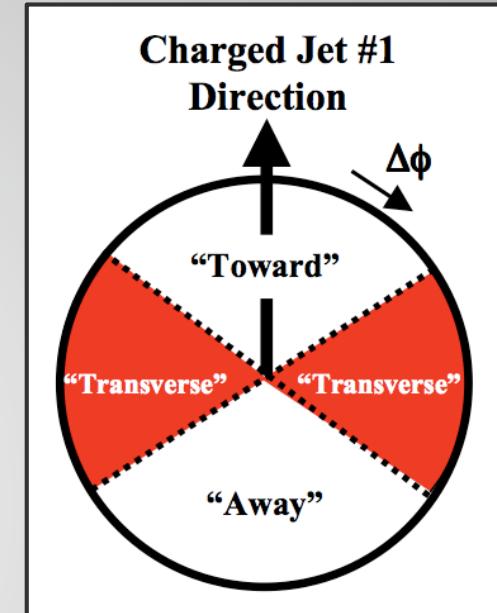 Charged Jet #1
Direction
Δϕ
“Toward”
“Transverse” “Transverse”
“Away”